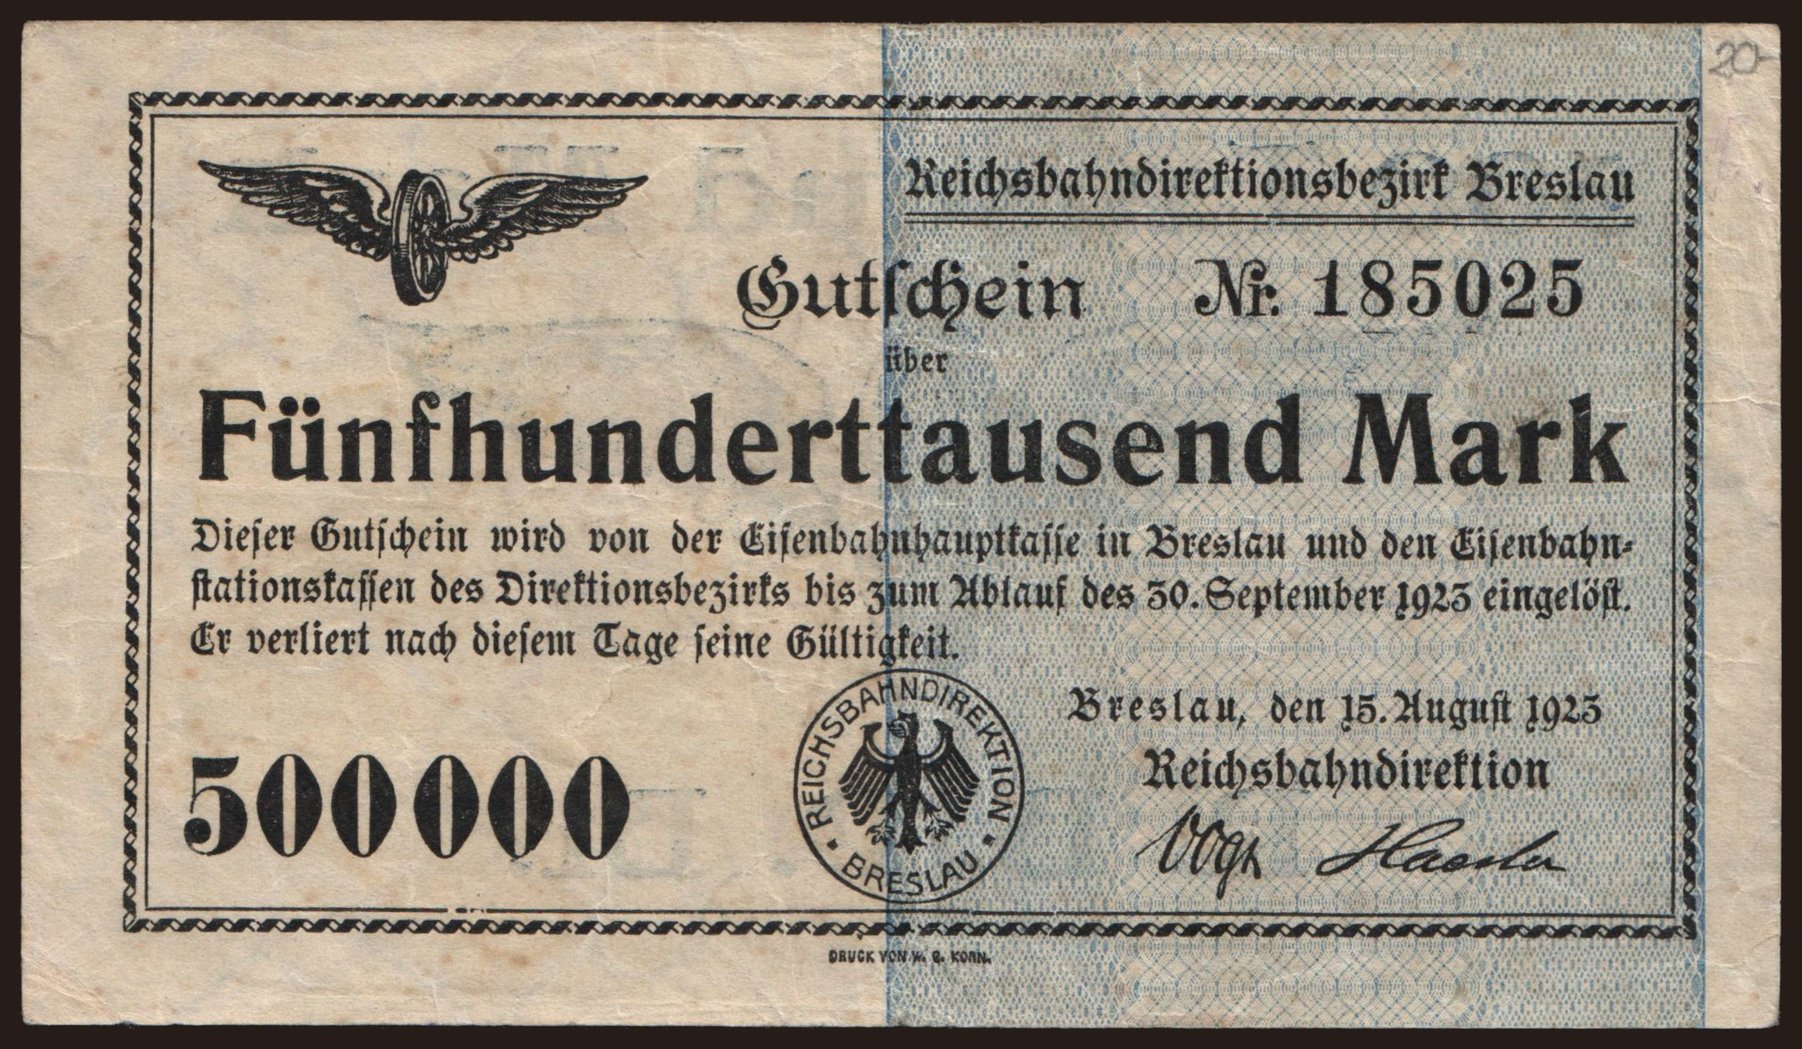 20-
Reichsbahndirektionsbezirk Breslau
Gutschein Nr. 185025
über
Fünfhunderttausend Mark
Dieser Gutschein wird von der Eisenbahnhauptkasse in Breslau und den Eisenbahn-
stationskassen des Direktionsbezirks bis zum Ablauf des 30. September 1923 eingelöst.
Er verliert nach diesem Tage seine Gültigkeit.
Breslau, den 15. August 1923
Reichsbahndirektion
500000
REICHSBAHNDIREKTION
BRESLAU
Vogt
DRUCK VON W. G. KORN.